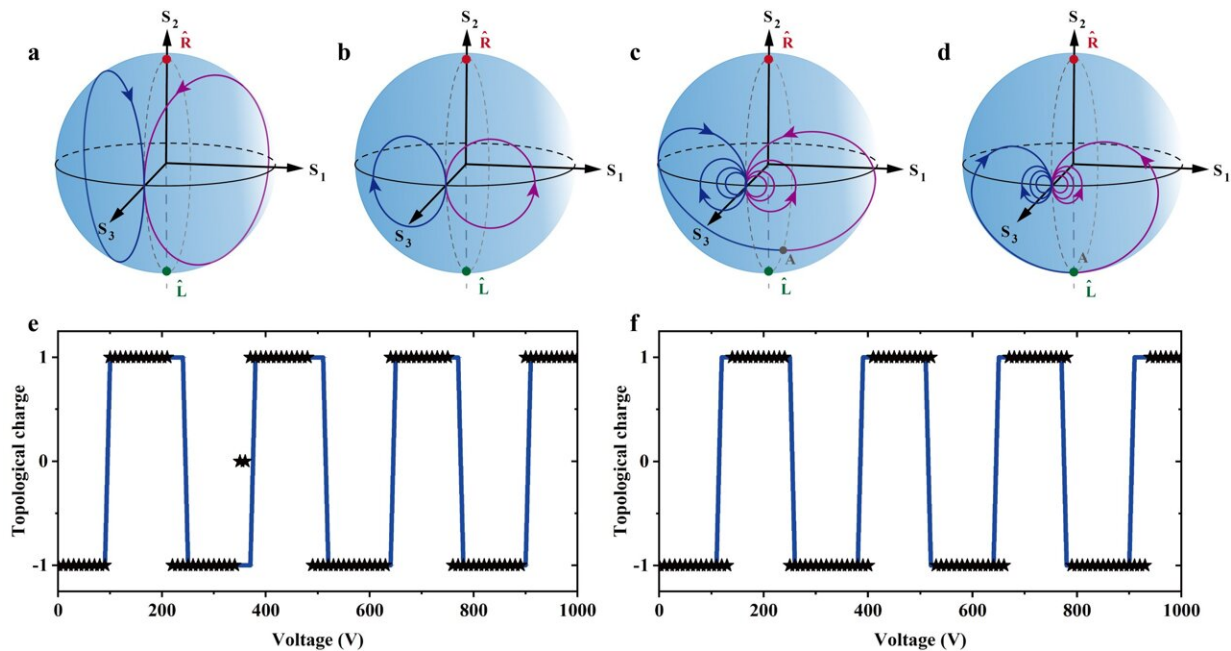 a
S2
R̂
S1
S3
L̂
b
S2
R̂
S1
S3
L̂
c
S2
R̂
S1
S3
A
L̂
d
S2
R̂
S1
S3
A
L̂
e
Topological charge
1
0
-1
0 200 400 600 800 1000
Voltage (V)
f
Topological charge
1
0
-1
0 200 400 600 800 1000
Voltage (V)